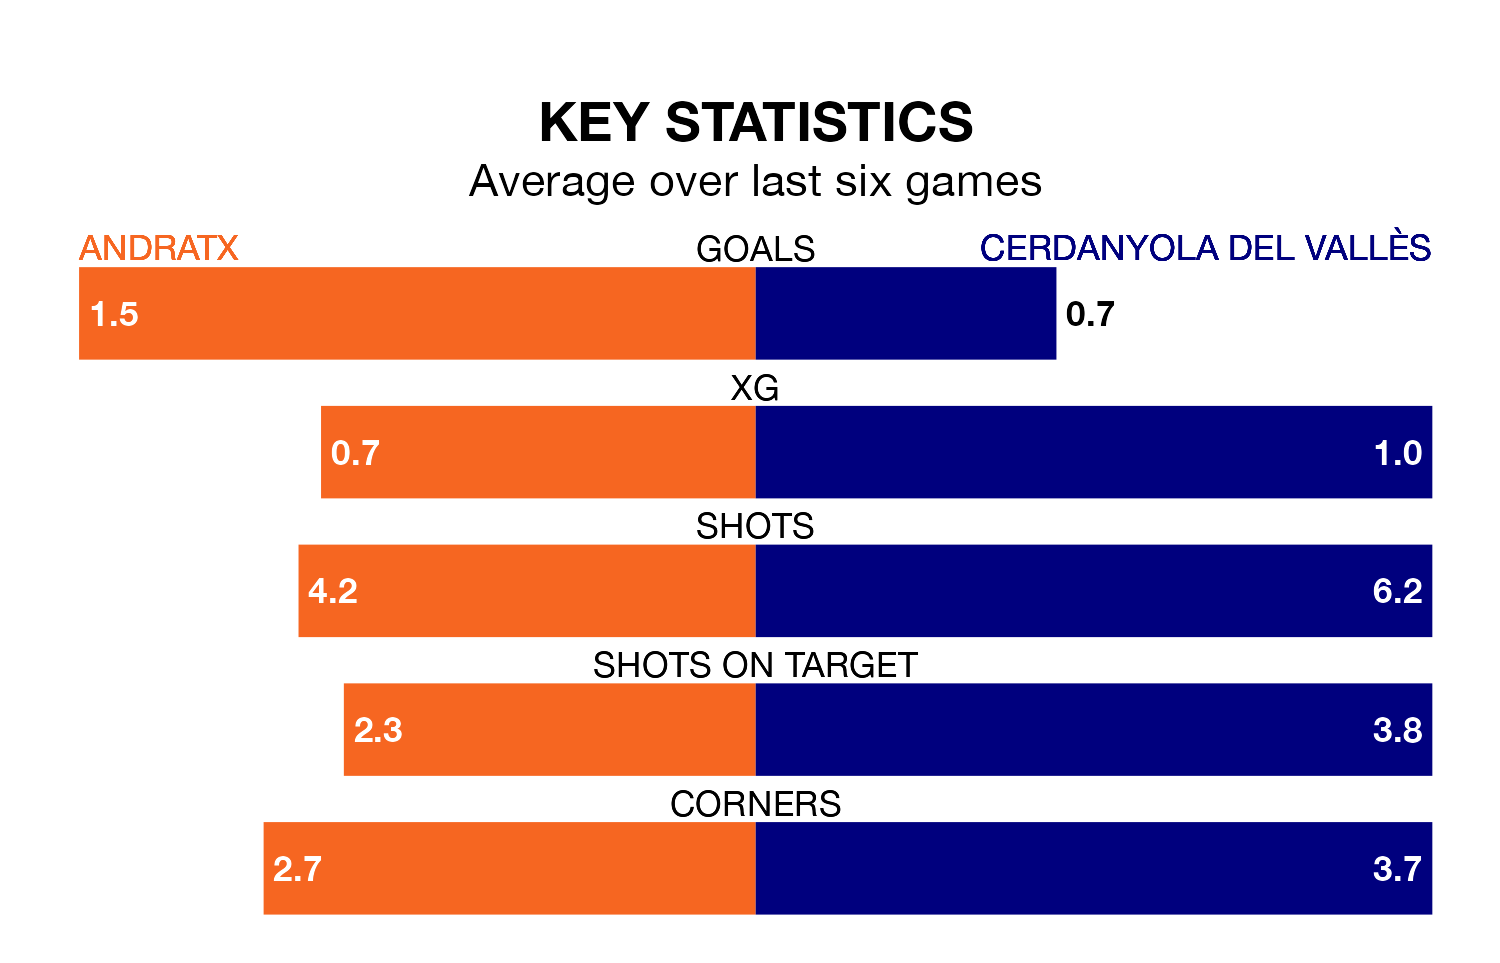 KEY STATISTICS
Average over last six games
ANDRATX GOALS CERDANYOLA DEL VALLÈS
1.5 0.7
XG
0.7 1.0
SHOTS
4.2 6.2
SHOTS ON TARGET
2.3 3.8
CORNERS
2.7 3.7